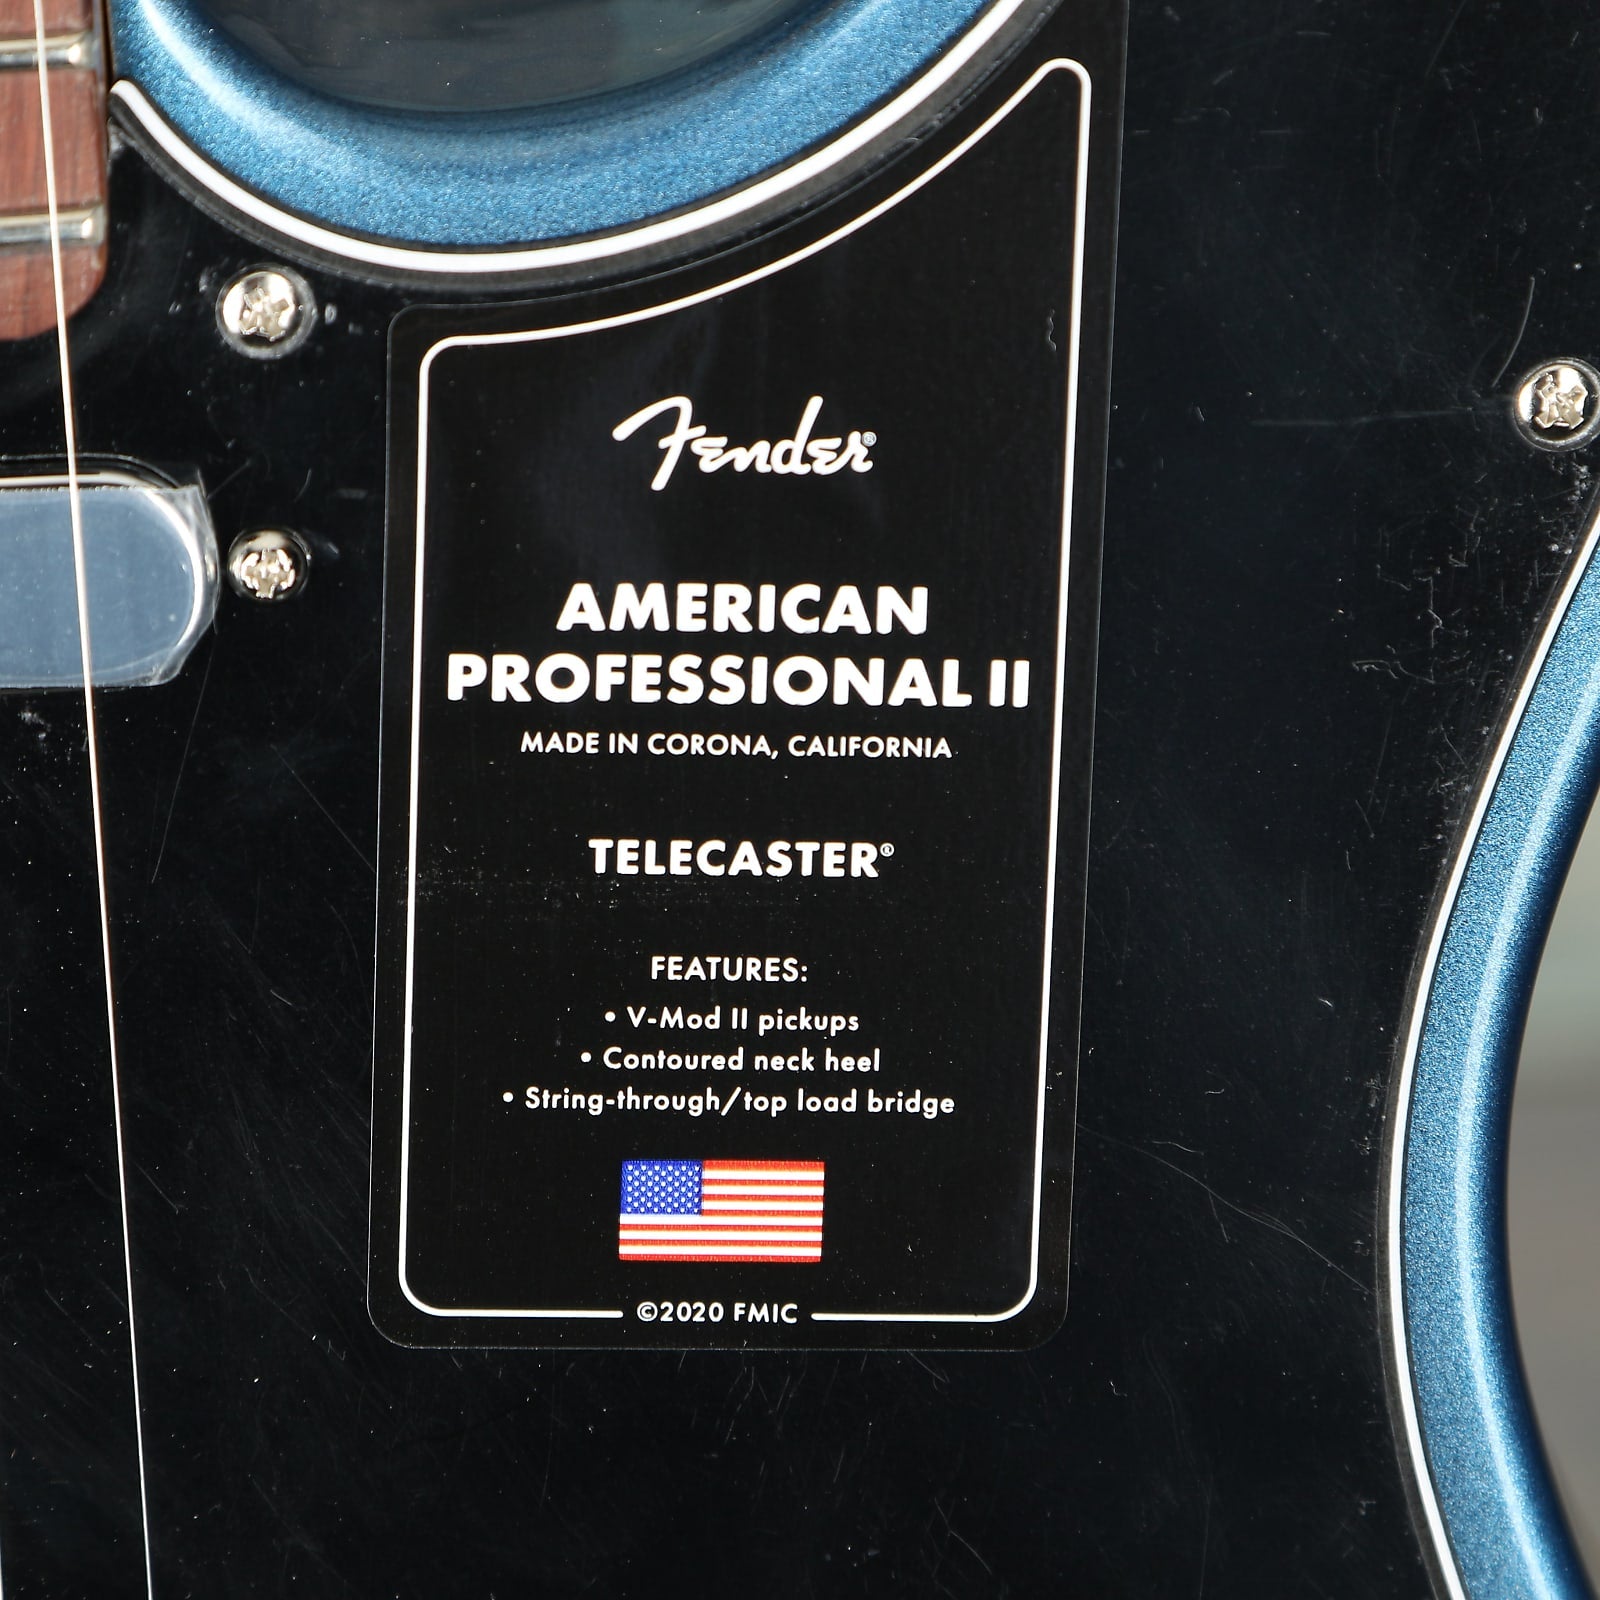 Fender®
AMERICAN
PROFESSIONAL II
MADE IN CORONA, CALIFORNIA
TELECASTER®
FEATURES:
• V-Mod II pickups
• Contoured neck heel
• String-through/top load bridge
©2020 FMIC